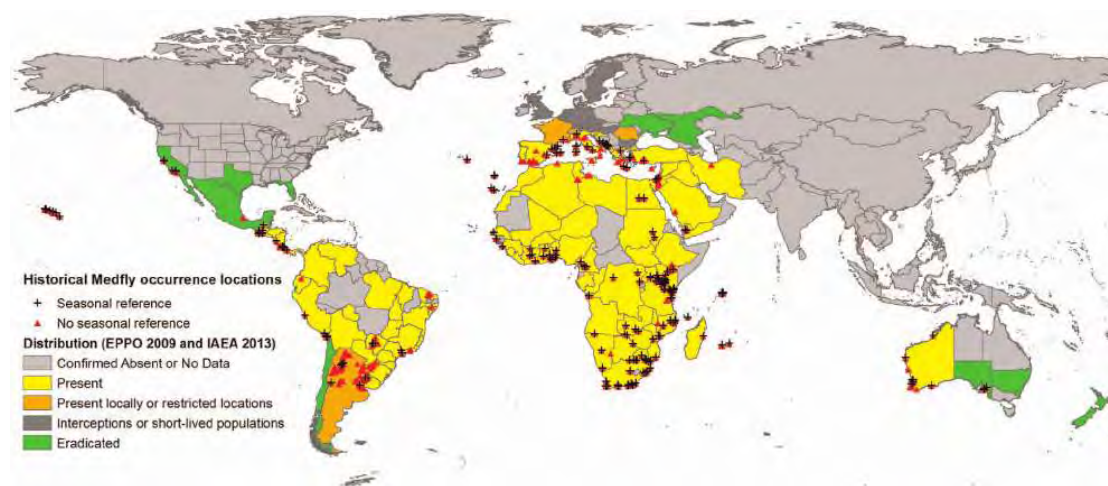 Historical Medfly occurrence locations
Seasonal reference
No seasonal reference
Distribution (EPPO 2009 and IAEA 2013)
Confirmed Absent or No Data
Present
Present locally or restricted locations
Interceptions or short-lived populations
Eradicated